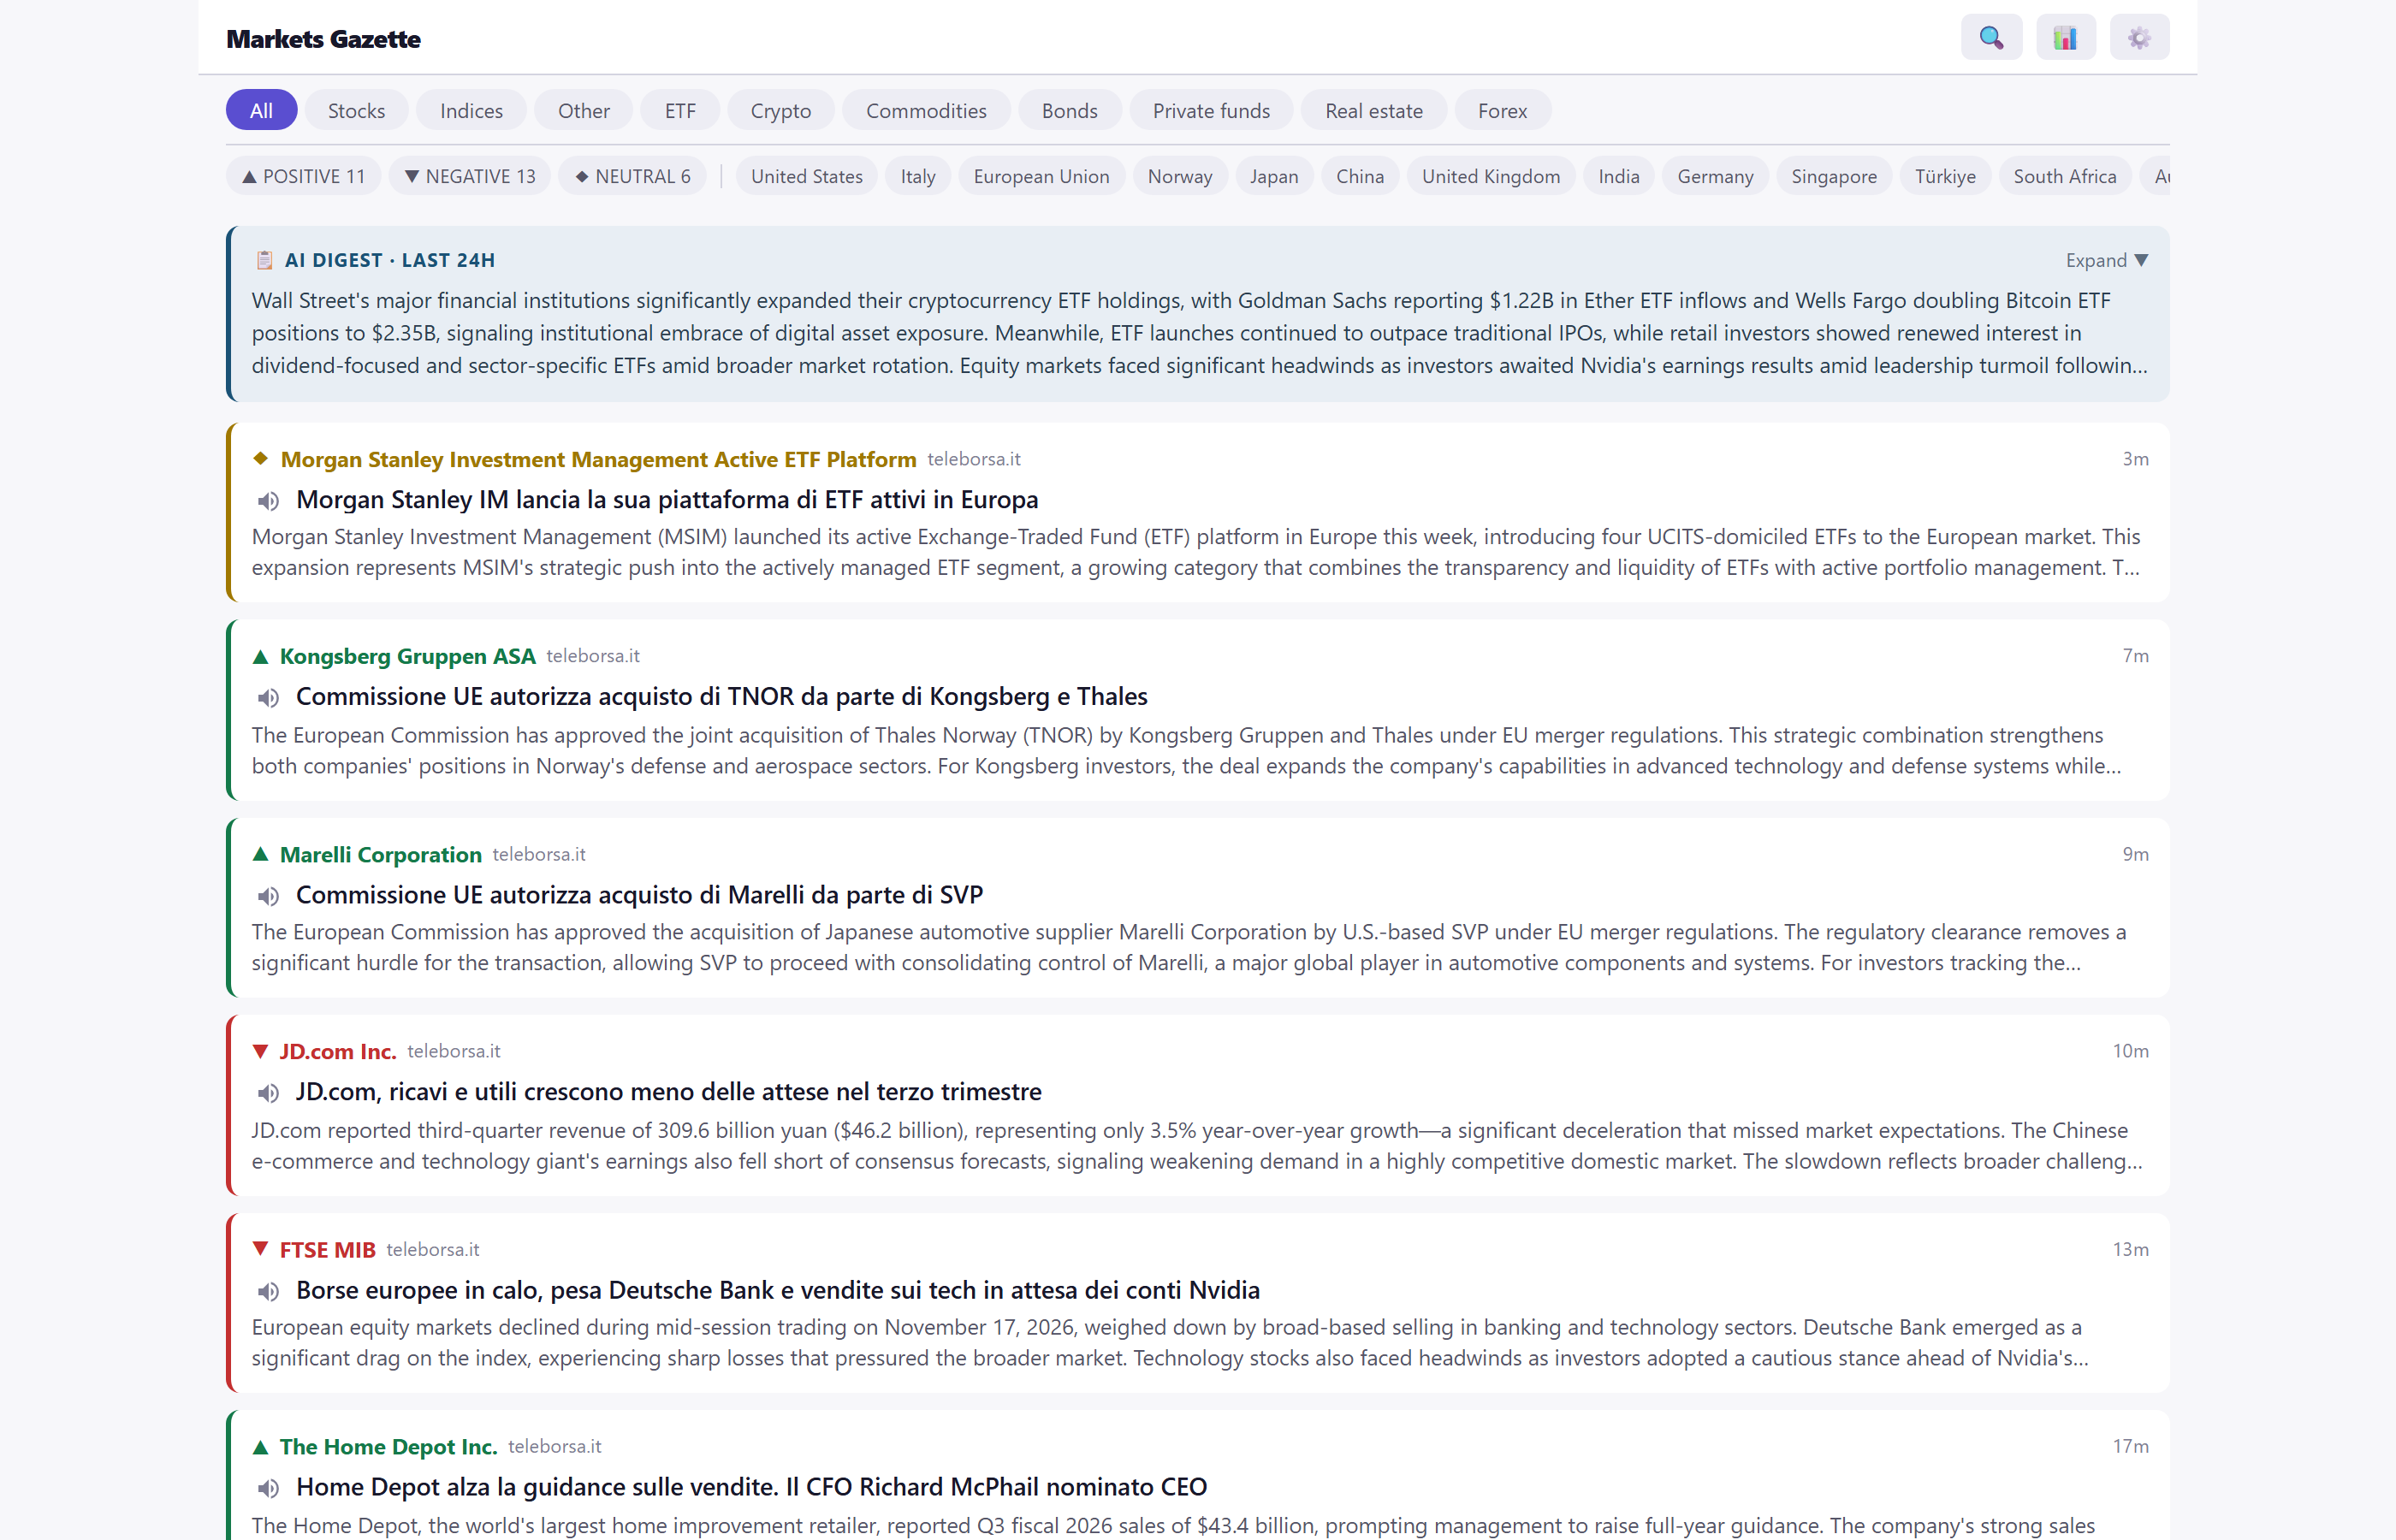 Markets Gazette
All Stocks Indices Other ETF Crypto Commodities Bonds Private funds Real estate Forex
▲ POSITIVE 11 ▼ NEGATIVE 13 ◆ NEUTRAL 6 United States Italy European Union Norway Japan China United Kingdom India Germany Singapore Türkiye South Africa
AI DIGEST · LAST 24H Expand ▼
Wall Street's major financial institutions significantly expanded their cryptocurrency ETF holdings, with Goldman Sachs reporting $1.22B in Ether ETF inflows and Wells Fargo doubling Bitcoin ETF
positions to $2.35B, signaling institutional embrace of digital asset exposure. Meanwhile, ETF launches continued to outpace traditional IPOs, while retail investors showed renewed interest in
dividend-focused and sector-specific ETFs amid broader market rotation. Equity markets faced significant headwinds as investors awaited Nvidia's earnings results amid leadership turmoil followin...
◆ Morgan Stanley Investment Management Active ETF Platform teleborsa.it 3m
Morgan Stanley IM lancia la sua piattaforma di ETF attivi in Europa
Morgan Stanley Investment Management (MSIM) launched its active Exchange-Traded Fund (ETF) platform in Europe this week, introducing four UCITS-domiciled ETFs to the European market. This
expansion represents MSIM's strategic push into the actively managed ETF segment, a growing category that combines the transparency and liquidity of ETFs with active portfolio management. T...
▲ Kongsberg Gruppen ASA teleborsa.it 7m
Commissione UE autorizza acquisto di TNOR da parte di Kongsberg e Thales
The European Commission has approved the joint acquisition of Thales Norway (TNOR) by Kongsberg Gruppen and Thales under EU merger regulations. This strategic combination strengthens
both companies' positions in Norway's defense and aerospace sectors. For Kongsberg investors, the deal expands the company's capabilities in advanced technology and defense systems while...
▲ Marelli Corporation teleborsa.it 9m
Commissione UE autorizza acquisto di Marelli da parte di SVP
The European Commission has approved the acquisition of Japanese automotive supplier Marelli Corporation by U.S.-based SVP under EU merger regulations. The regulatory clearance removes a
significant hurdle for the transaction, allowing SVP to proceed with consolidating control of Marelli, a major global player in automotive components and systems. For investors tracking the...
▼ JD.com Inc. teleborsa.it 10m
JD.com, ricavi e utili crescono meno delle attese nel terzo trimestre
JD.com reported third-quarter revenue of 309.6 billion yuan ($46.2 billion), representing only 3.5% year-over-year growth—a significant deceleration that missed market expectations. The Chinese
e-commerce and technology giant's earnings also fell short of consensus forecasts, signaling weakening demand in a highly competitive domestic market. The slowdown reflects broader challeng...
▼ FTSE MIB teleborsa.it 13m
Borse europee in calo, pesa Deutsche Bank e vendite sui tech in attesa dei conti Nvidia
European equity markets declined during mid-session trading on November 17, 2026, weighed down by broad-based selling in banking and technology sectors. Deutsche Bank emerged as a
significant drag on the index, experiencing sharp losses that pressured the broader market. Technology stocks also faced headwinds as investors adopted a cautious stance ahead of Nvidia's...
▲ The Home Depot Inc. teleborsa.it 17m
Home Depot alza la guidance sulle vendite. Il CFO Richard McPhail nominato CEO
The Home Depot, the world's largest home improvement retailer, reported Q3 fiscal 2026 sales of $43.4 billion, prompting management to raise full-year guidance. The company's strong sales